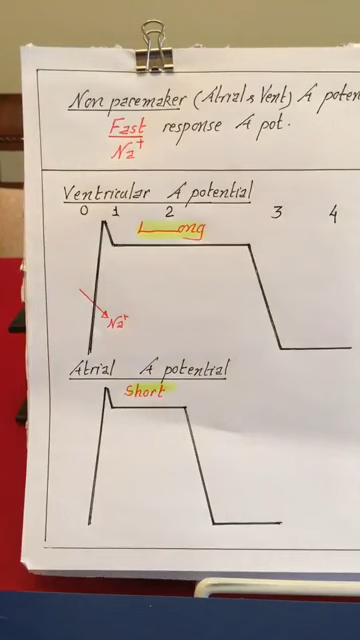 Non pacemaker (Atrial & Vent) A poten
Fast response A pot.
Na+
Ventricular A potential
0 1 2 3 4
Long
Na+
Atrial A potential
Short